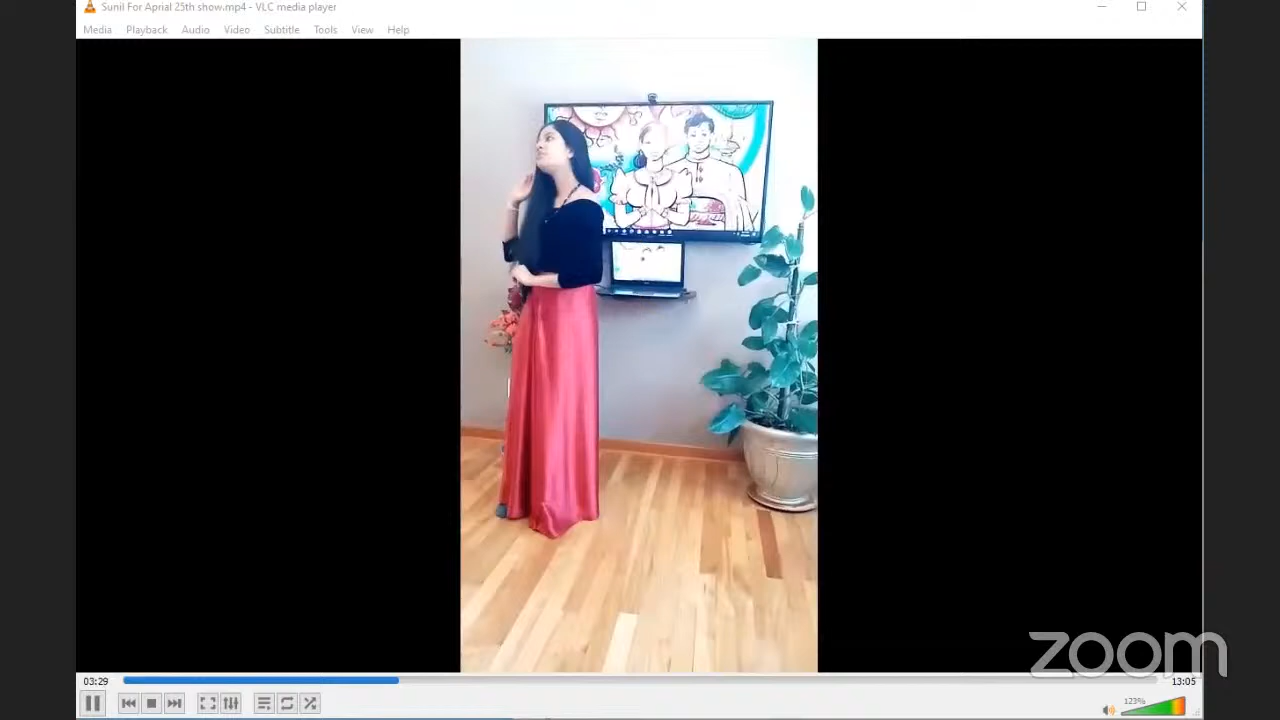 Sunil For Aprial 25th show.mp4 - VLC media player
Media Playback Audio Video Subtitle Tools View Help
zoom
03:29
13:05
123%